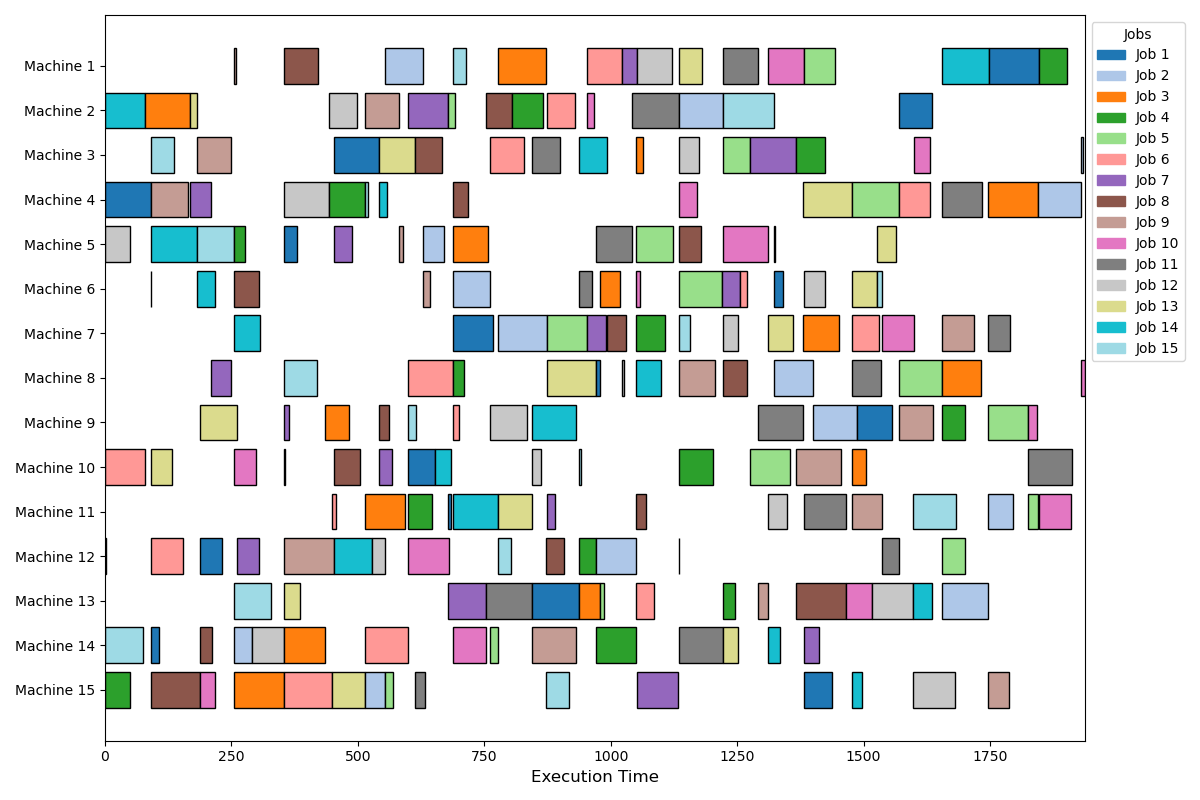 Machine 1
Machine 2
Machine 3
Machine 4
Machine 5
Machine 6
Machine 7
Machine 8
Machine 9
Machine 10
Machine 11
Machine 12
Machine 13
Machine 14
Machine 15
0 250 500 750 1000 1250 1500 1750
Execution Time
Jobs
Job 1
Job 2
Job 3
Job 4
Job 5
Job 6
Job 7
Job 8
Job 9
Job 10
Job 11
Job 12
Job 13
Job 14
Job 15